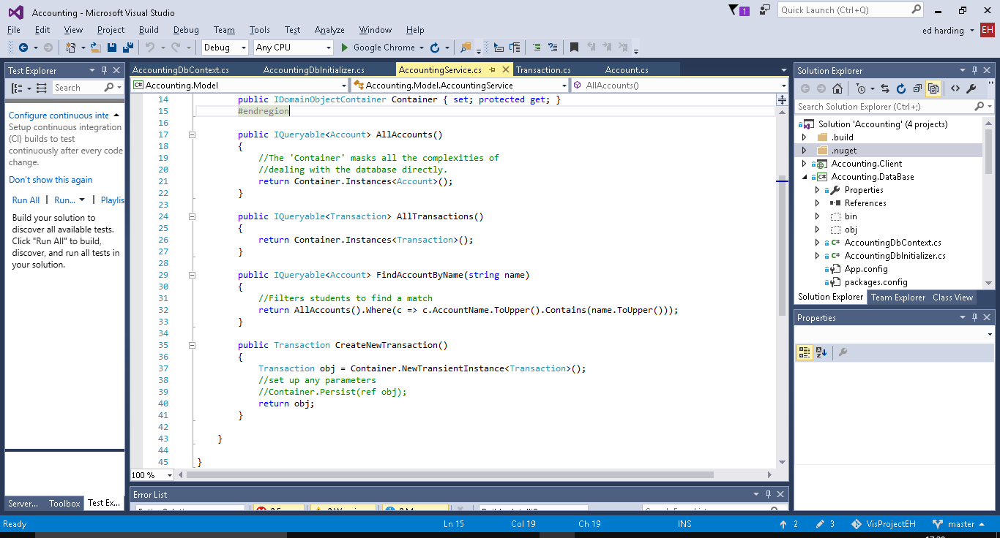 Accounting - Microsoft Visual Studio
1
Quick Launch (Ctrl+Q)
File Edit View Project Build Debug Team Tools Test Analyze Window Help
ed harding EH
Debug Any CPU Google Chrome
Test Explorer
Search
Configure continuous inte
Setup continuous integration
(CI) builds to test
continuously after every code
change.
Don't show this again
Run All | Run... | Playlis
Build your solution to
discover all available tests.
Click "Run All" to build,
discover, and run all tests in
your solution.
Server... Toolbox Test Ex...
AccountingDbContext.cs AccountingDbInitializer.cs AccountingService.cs Transaction.cs Account.cs
Accounting.Model Accounting.Model.AccountingService AllAccounts()
14 public IDomainObjectContainer Container { set; protected get; }
15 #endregion
16
17 public IQueryable<Account> AllAccounts()
18 {
19 //The 'Container' masks all the complexities of
20 //dealing with the database directly.
21 return Container.Instances<Account>();
22 }
23
24 public IQueryable<Transaction> AllTransactions()
25 {
26 return Container.Instances<Transaction>();
27 }
28
29 public IQueryable<Account> FindAccountByName(string name)
30 {
31 //Filters students to find a match
32 return AllAccounts().Where(c => c.AccountName.ToUpper().Contains(name.ToUpper()));
33 }
34
35 public Transaction CreateNewTransaction()
36 {
37 Transaction obj = Container.NewTransientInstance<Transaction>();
38 //set up any parameters
39 //Container.Persist(ref obj);
40 return obj;
41 }
42
43 }
44
45 }
100 %
Error List
Solution Explorer
Search Solution Explorer (Ctrl+;)
Solution 'Accounting' (4 projects)
.build
.nuget
Accounting.Client
Accounting.DataBase
Properties
References
bin
obj
AccountingDbContext.cs
AccountingDbInitializer.cs
App.config
packages.config
Solution Explorer Team Explorer Class View
Properties
Ready Ln 15 Col 19 Ch 19 INS 2 3 VisProjectEH master